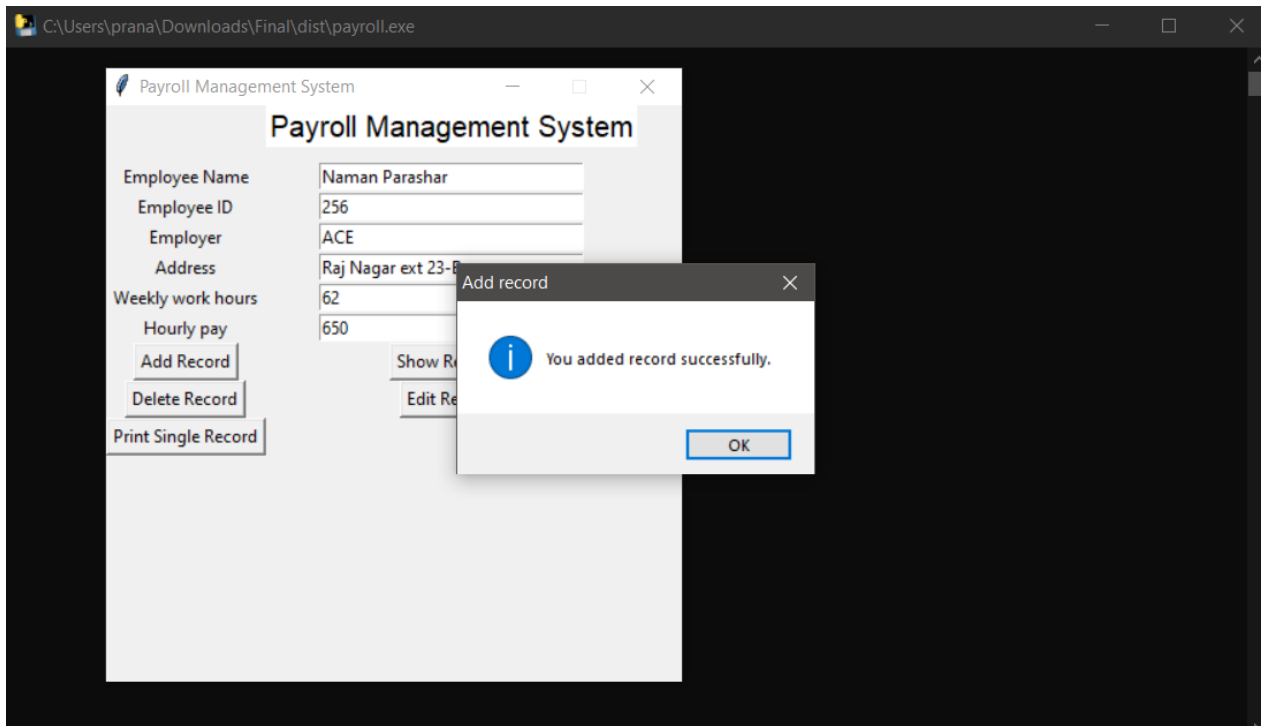 C:\Users\prana\Downloads\Final\dist\payroll.exe
Payroll Management System
Payroll Management System
Employee Name Naman Parashar
Employee ID 256
Employer ACE
Address Raj Nagar ext
Weekly work hours 62
Hourly pay 650
Add Record Show
Delete Record Edit
Print Single Record
Add record
You added record successfully.
OK